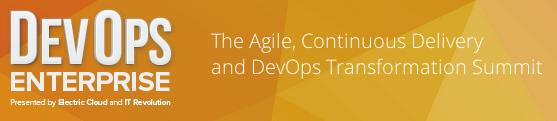 DEVOPS
ENTERPRISE
Presented by Electric Cloud and IT Revolution
The Agile, Continuous Delivery
and DevOps Transformation Summit